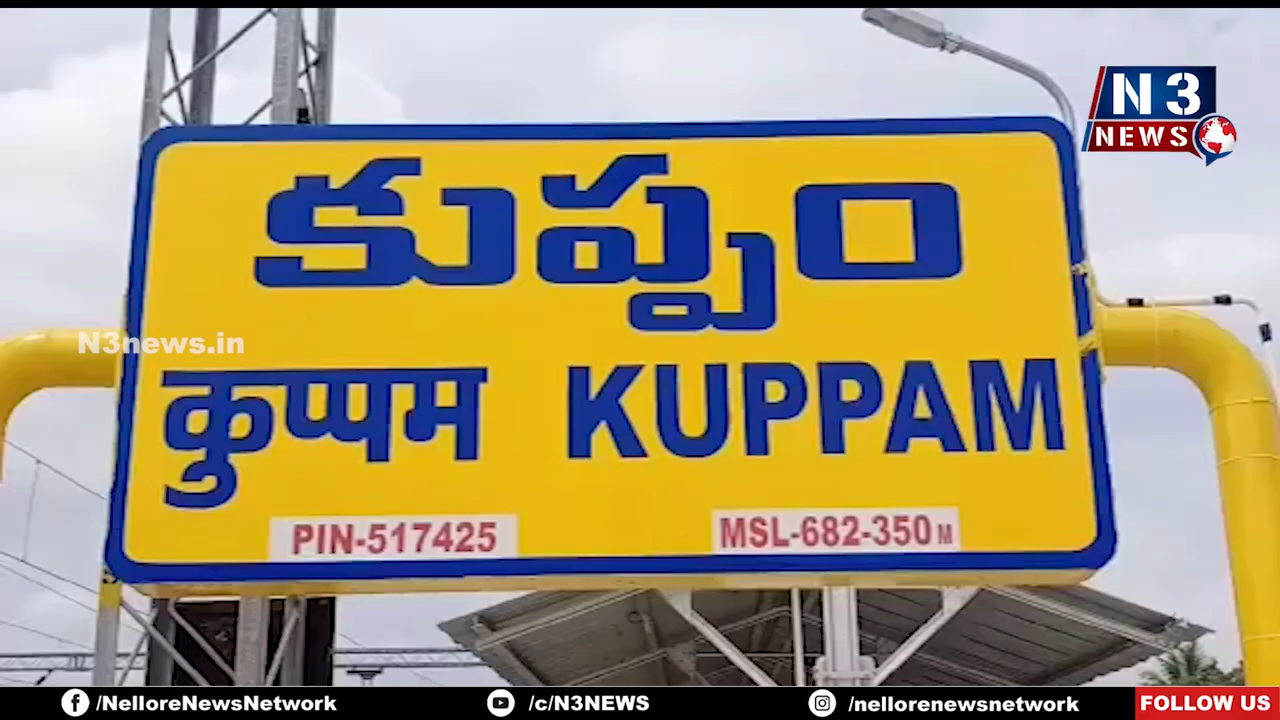 N3
NEWS
కుప్పం
N3news.in
कुप्पम KUPPAM
PIN-517425 MSL-682-350 M
/NelloreNewsNetwork /c/N3NEWS /nellorenewsnetwork FOLLOW US